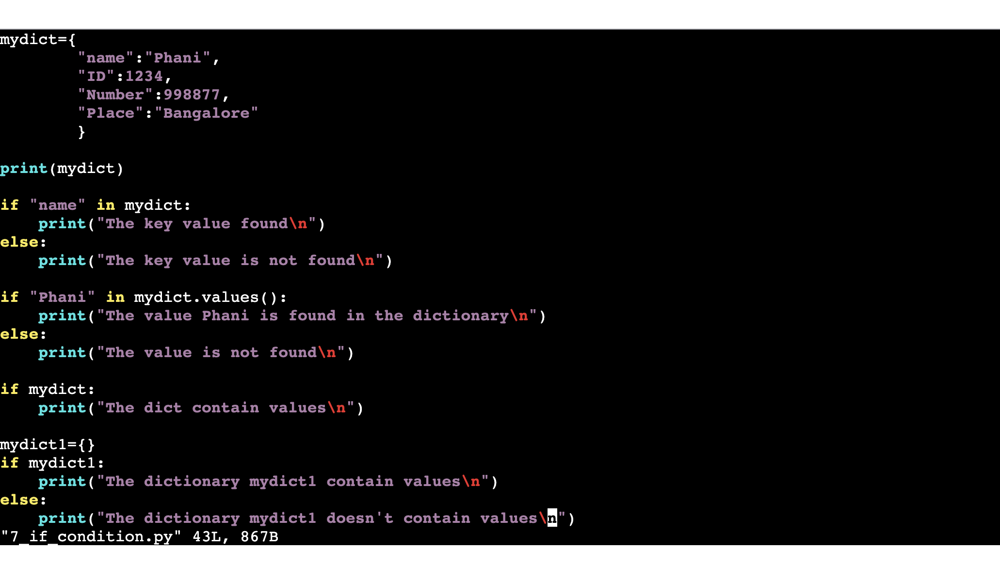 mydict={
        "name":"Phani",
        "ID":1234,
        "Number":998877,
        "Place":"Bangalore"
        }

print(mydict)

if "name" in mydict:
    print("The key value found\n")
else:
    print("The key value is not found\n")

if "Phani" in mydict.values():
    print("The value Phani is found in the dictionary\n")
else:
    print("The value is not found\n")

if mydict:
    print("The dict contain values\n")

mydict1={}
if mydict1:
    print("The dictionary mydict1 contain values\n")
else:
    print("The dictionary mydict1 doesn't contain values\n")
"7_if_condition.py" 43L, 867B